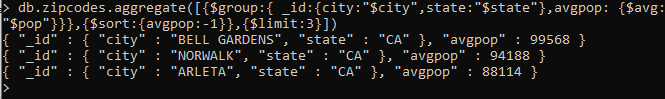 > db.zipcodes.aggregate([{$group:{ _id:{city:"$city",state:"$state"},avgpop: {$avg:
"$pop"}}},{$sort:{avgpop:-1}},{$limit:3}])
{ "_id" : { "city" : "BELL GARDENS", "state" : "CA" }, "avgpop" : 99568 }
{ "_id" : { "city" : "NORWALK", "state" : "CA" }, "avgpop" : 94188 }
{ "_id" : { "city" : "ARLETA", "state" : "CA" }, "avgpop" : 88114 }
>